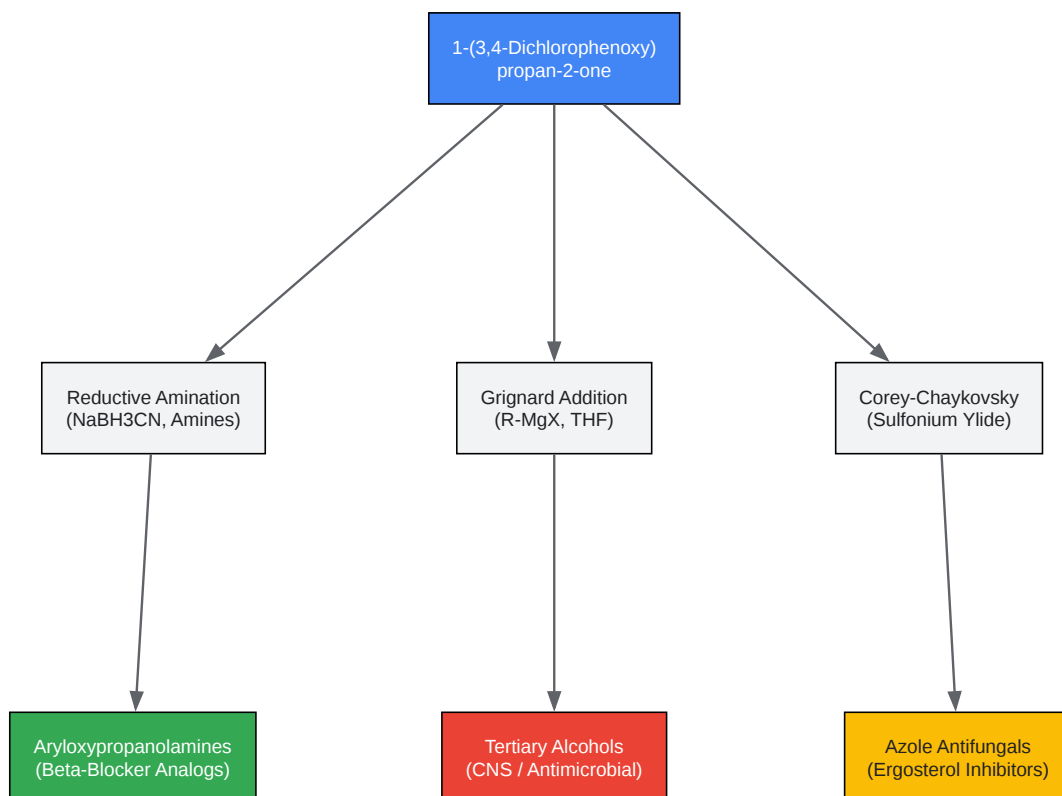 1-(3,4-Dichlorophenoxy)
propan-2-one
Reductive Amination
(NaBH3CN, Amines)
Grignard Addition
(R-MgX, THF)
Corey-Chaykovsky
(Sulfonium Ylide)
Aryloxypropanolamines
(Beta-Blocker Analogs)
Tertiary Alcohols
(CNS / Antimicrobial)
Azole Antifungals
(Ergosterol Inhibitors)